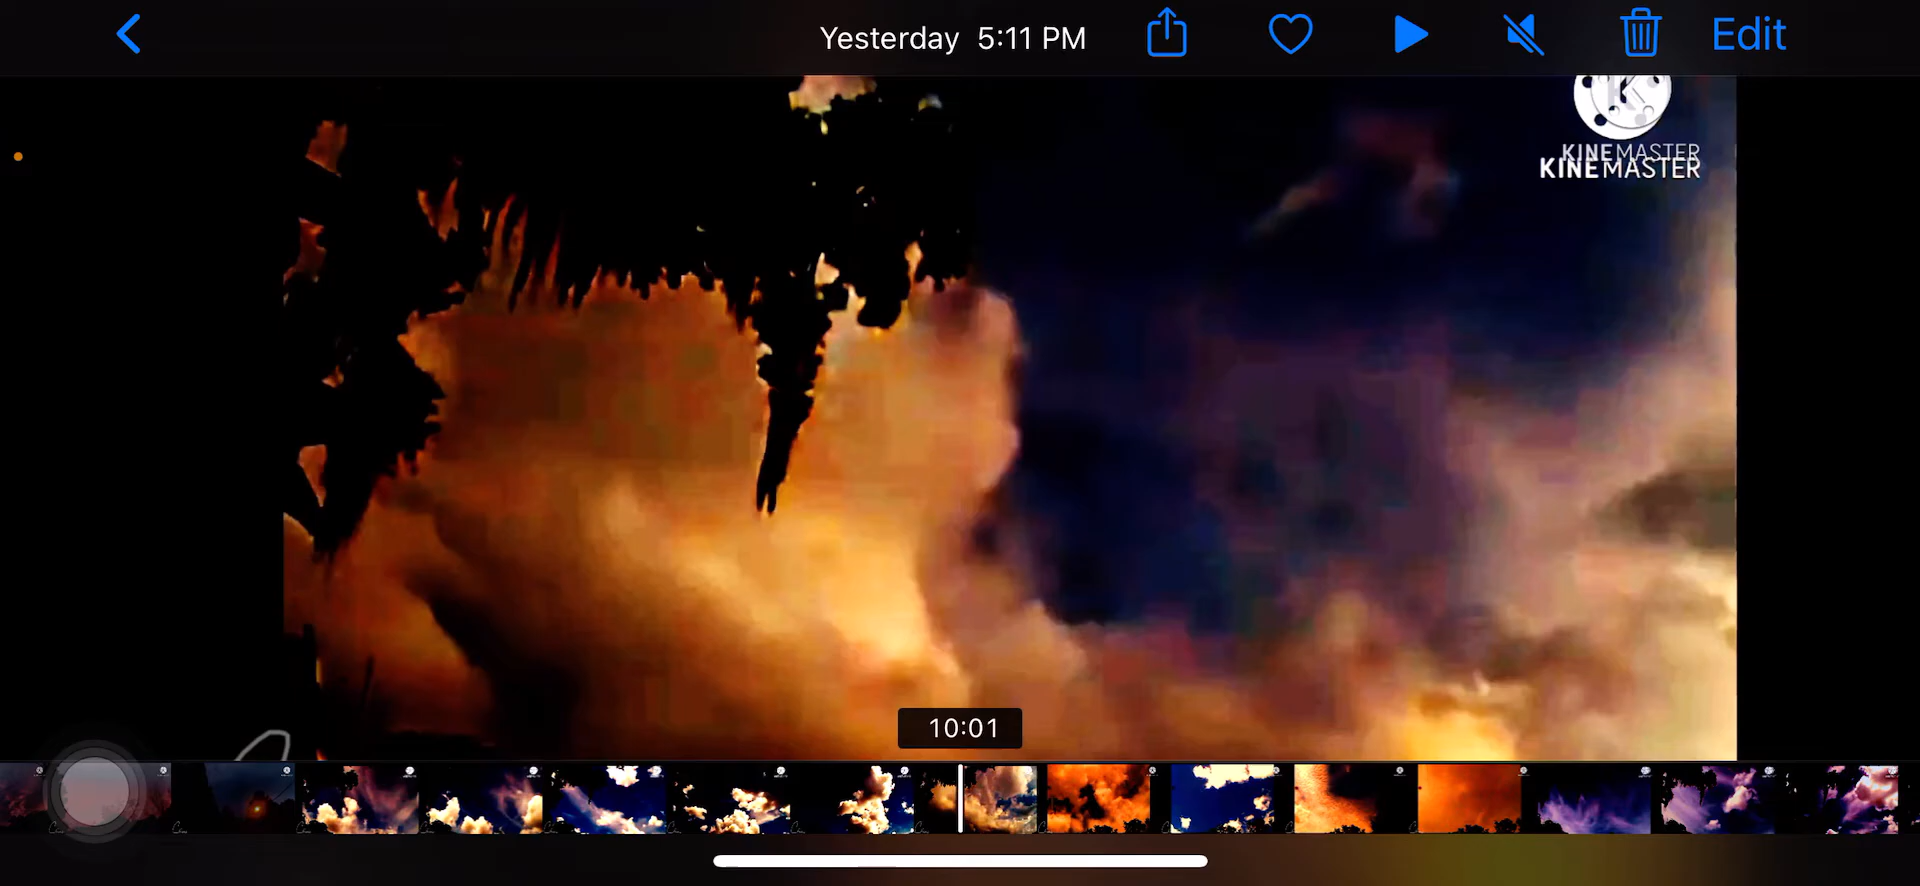 Yesterday 5:11 PM
Edit
K
KINEMASTER
KINEMASTER
10:01